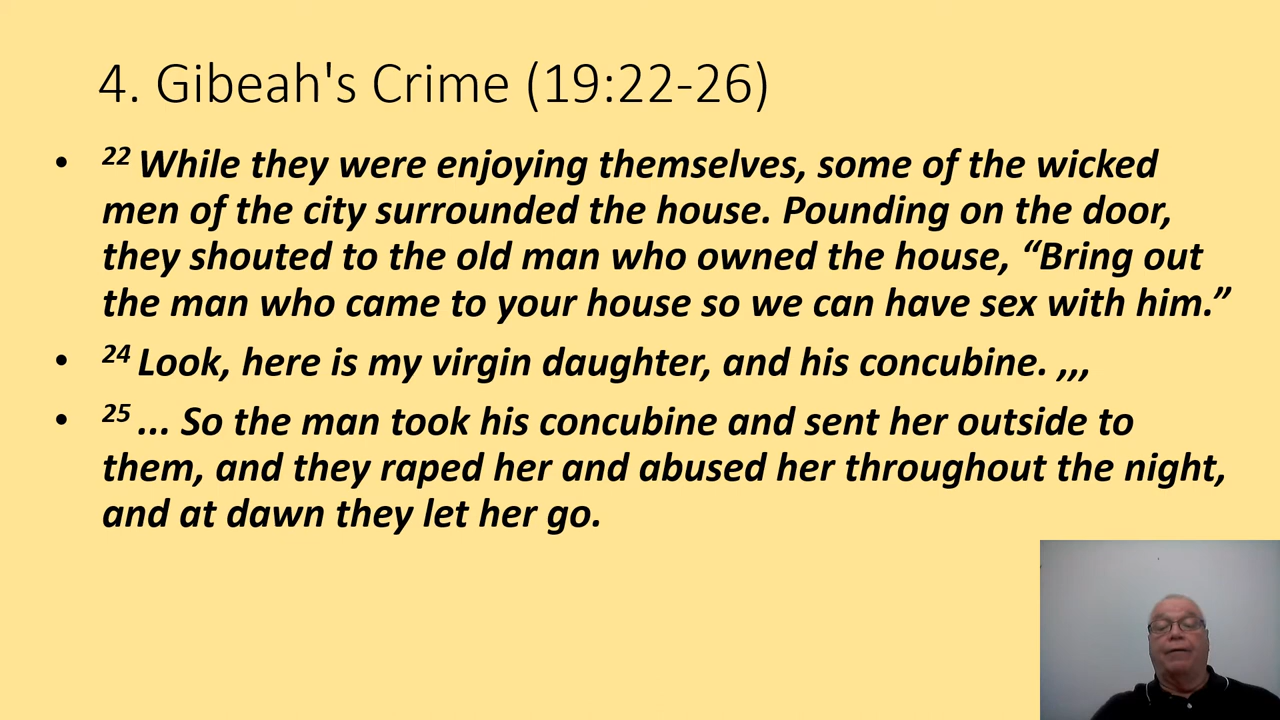 4. Gibeah's Crime (19:22-26)
• 22 While they were enjoying themselves, some of the wicked
men of the city surrounded the house. Pounding on the door,
they shouted to the old man who owned the house, “Bring out
the man who came to your house so we can have sex with him.”
• 24 Look, here is my virgin daughter, and his concubine. ,,,
• 25 ... So the man took his concubine and sent her outside to
them, and they raped her and abused her throughout the night,
and at dawn they let her go.